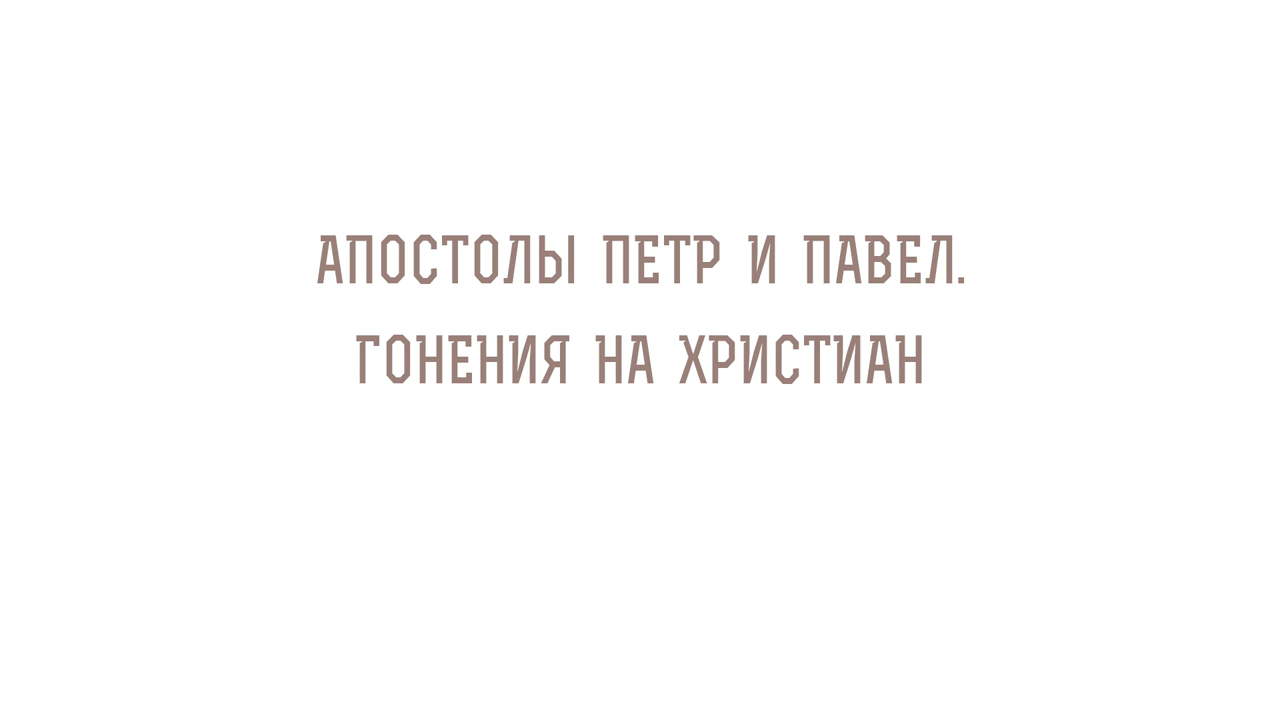 АПОСТОЛЫ ПЕТР И ПАВЕЛ.
ГОНЕНИЯ НА ХРИСТИАН